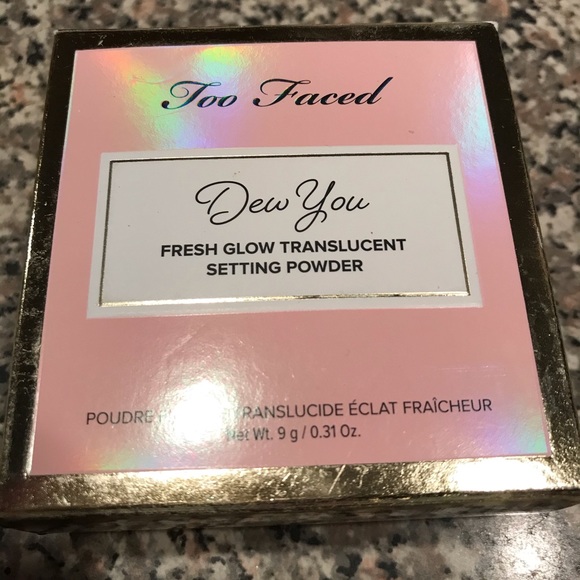 Too Faced
Dew You
FRESH GLOW TRANSLUCENT
SETTING POWDER
POUDRE TRANSLUCIDE ÉCLAT FRAÎCHEUR
Net Wt. 9 g / 0.31 Oz.